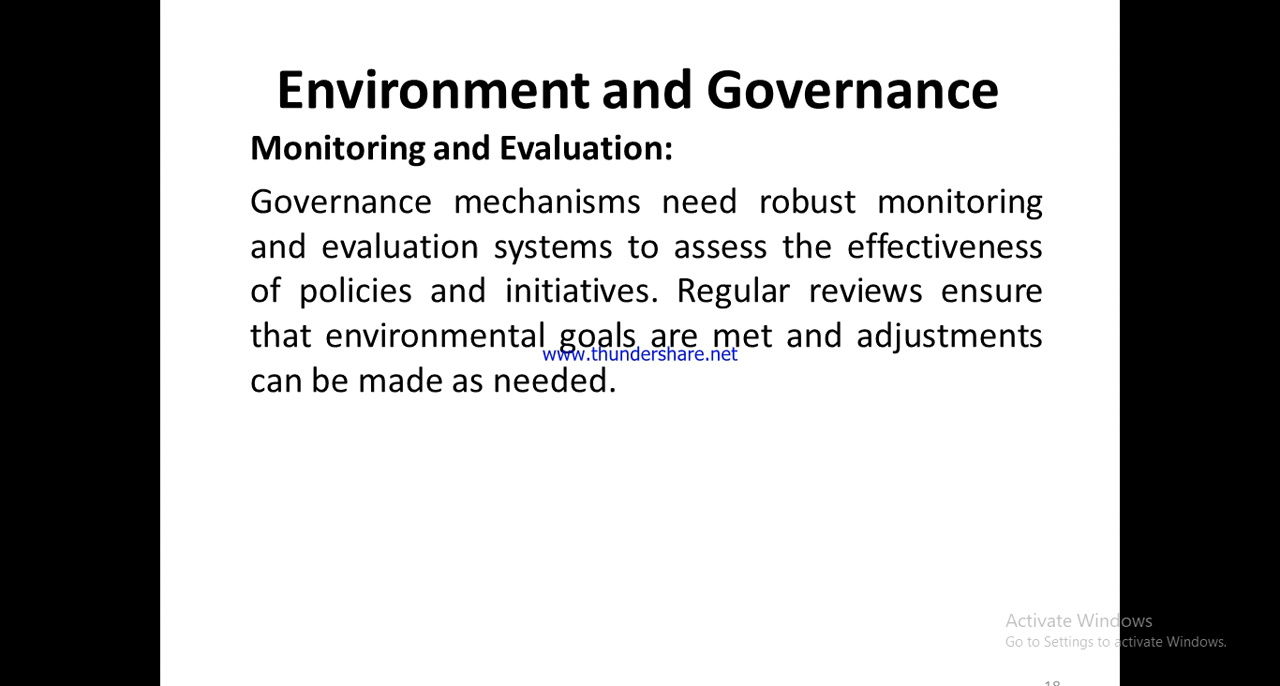 Environment and Governance
Monitoring and Evaluation:
Governance mechanisms need robust monitoring
and evaluation systems to assess the effectiveness
of policies and initiatives. Regular reviews ensure
that environmental goals are met and adjustments
www.thundershare.net
can be made as needed.
Activate Windows
Go to Settings to activate Windows.
18